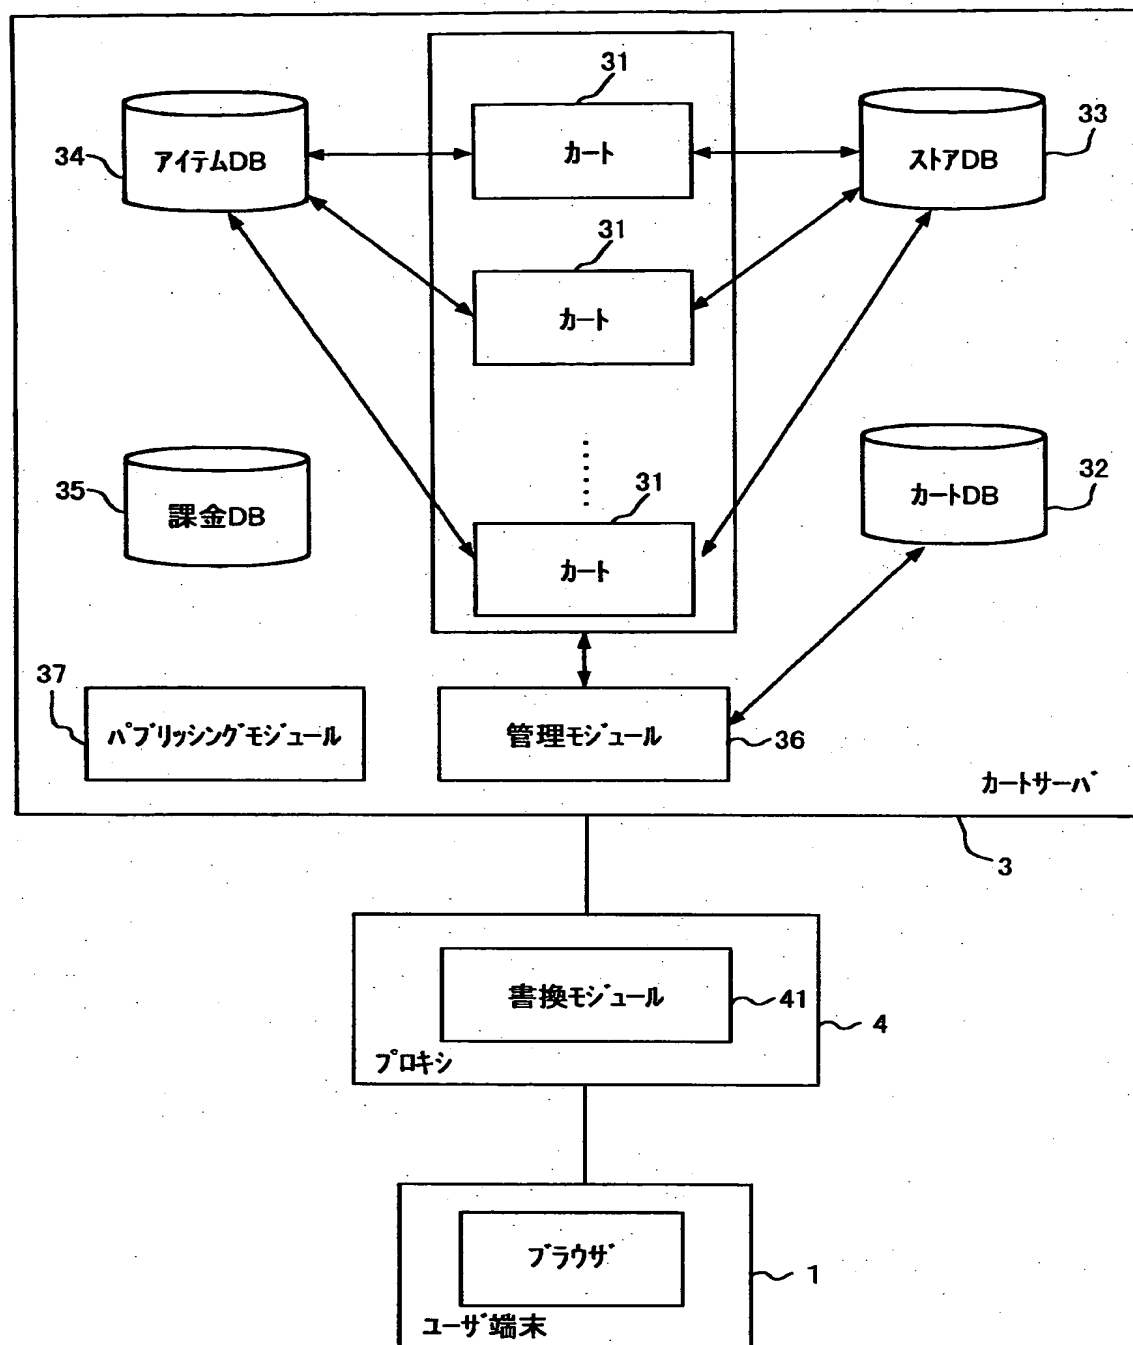 31
34
アイテムDB
カート
ストアDB
33
31
カート
35
課金DB
31
カート
カートDB
32
37
パブリッシングモジュール
管理モジュール
36
カートサーバ
3
書換モジュール
41
プロキシ
4
ブラウザ
1
ユーザ端末